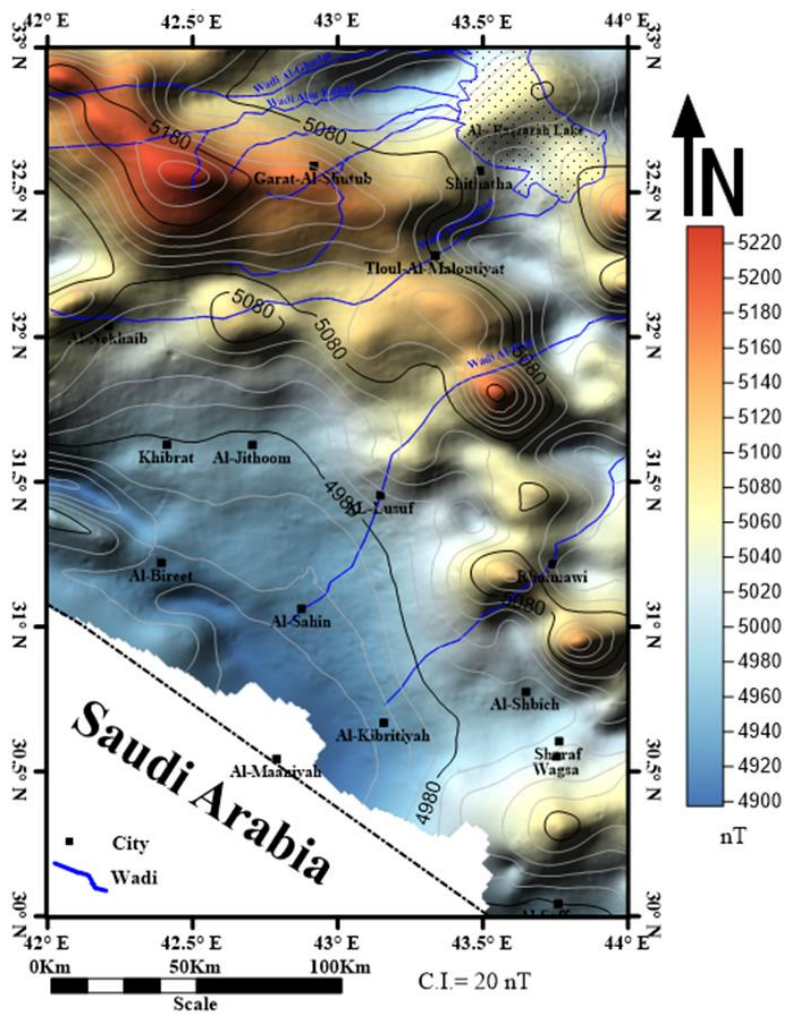 42° E
42.5° E
43° E
43.5° E
44° E
33° N
33° N
Wadi Al-Ghadaf
5180
5080
Garat-Al-Shutub
Shithatha
32.5° N
32.5° N
Tloul-Al-Maloutiyat
5080
5080
Al-Nekhaib
32° N
32° N
5080
Khibrat
Al-Jithoom
31.5° N
31.5° N
4980
AL-Lusuf
Al-Bireet
5080
31° N
31° N
Al-Sahin
Al-Shbich
Al-Kibritiyah
Sharaf
Wagsa
Al-Maaniyah
30.5° N
30.5° N
4980
Saudi Arabia
City
Wadi
30° N
30° N
42° E
42.5° E
43° E
43.5° E
44° E
0Km
50Km
100Km
Scale
C.I.= 20 nT
N
5220
5200
5180
5160
5140
5120
5100
5080
5060
5040
5020
5000
4980
4960
4940
4920
4900
nT